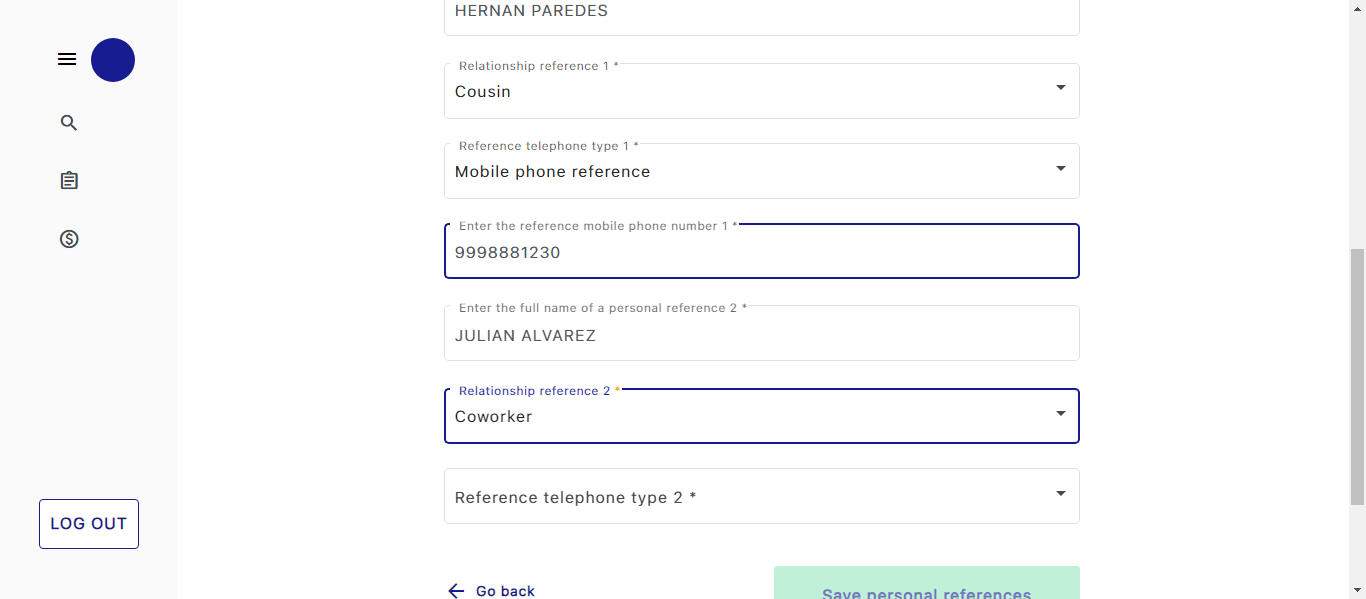 HERNAN PAREDES
Relationship reference 1 *
Cousin
Reference telephone type 1 *
Mobile phone reference
Enter the reference mobile phone number 1 *
9998881230
Enter the full name of a personal reference 2 *
JULIAN ALVAREZ
Relationship reference 2 *
Coworker
Reference telephone type 2 *
LOG OUT
Go back
Save personal references